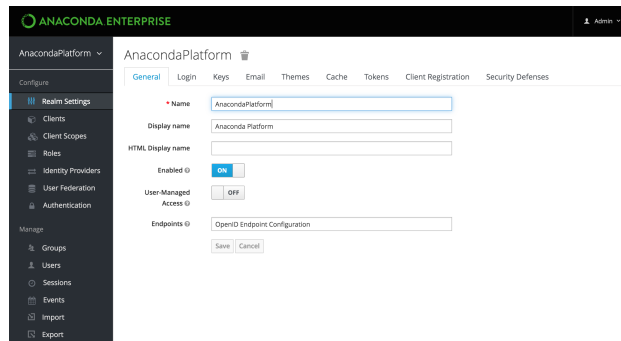 ANACONDA ENTERPRISE
Admin
AnacondaPlatform
AnacondaPlatform
General Login Keys Email Themes Cache Tokens Client Registration Security Defenses
Configure
Realm Settings
Clients
Client Scopes
Roles
Identity Providers
User Federation
Authentication
Manage
Groups
Users
Sessions
Events
Import
Export
* Name AnacondaPlatform
Display name Anaconda Platform
HTML Display name
Enabled ON
User-Managed
Access OFF
Endpoints OpenID Endpoint Configuration
Save Cancel